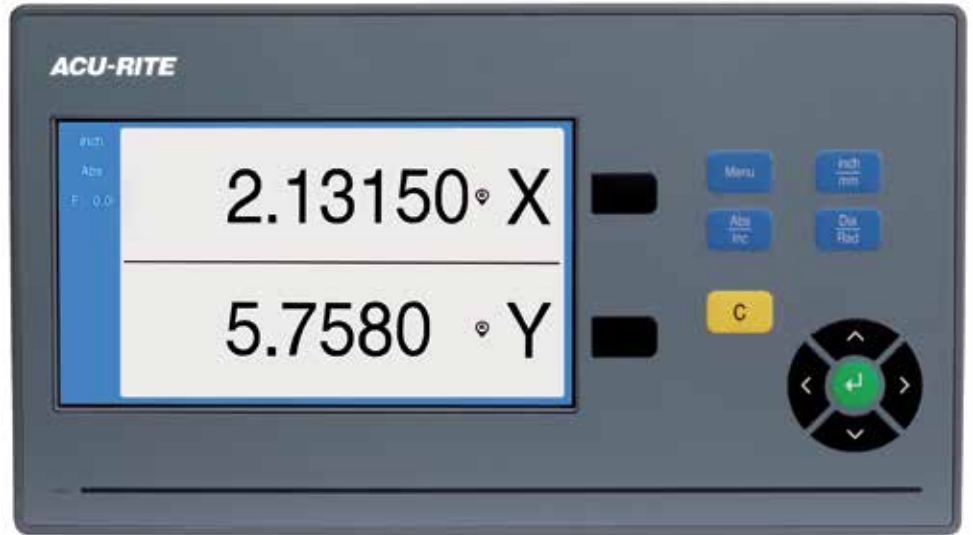 ACU-RITE
inch
Abs
F: 0.0
2.13150 X
5.7580 Y
Menu
inch
mm
Abs
Inc
Dia
Rad
C